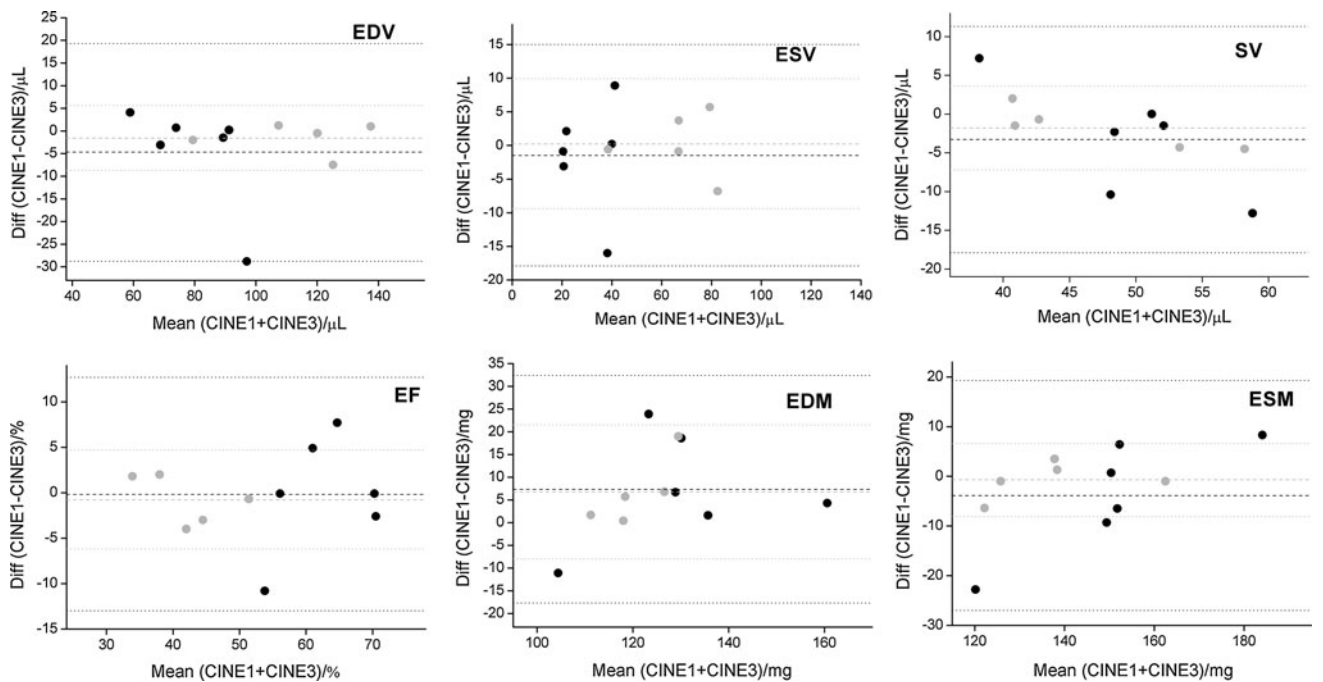 EDV
Diff (CINE1-CINE3)/μL
25
20
15
10
5
0
-5
-10
-15
-20
-25
-30
40 60 80 100 120 140
Mean (CINE1+CINE3)/μL
ESV
Diff (CINE1-CINE3)/μL
15
10
5
0
-5
-10
-15
-20
0 20 40 60 80 100 120 140
Mean (CINE1+CINE3)/μL
SV
Diff (CINE1-CINE3)/μL
10
5
0
-5
-10
-15
-20
40 45 50 55 60
Mean (CINE1+CINE3)/μL
EF
Diff (CINE1-CINE3)/%
10
5
0
-5
-10
-15
30 40 50 60 70
Mean (CINE1+CINE3)/%
EDM
Diff (CINE1-CINE3)/mg
35
30
25
20
15
10
5
0
-5
-10
-15
-20
100 120 140 160
Mean (CINE1+CINE3)/mg
ESM
Diff (CINE1-CINE3)/mg
20
10
0
-10
-20
-30
120 140 160 180
Mean (CINE1+CINE3)/mg